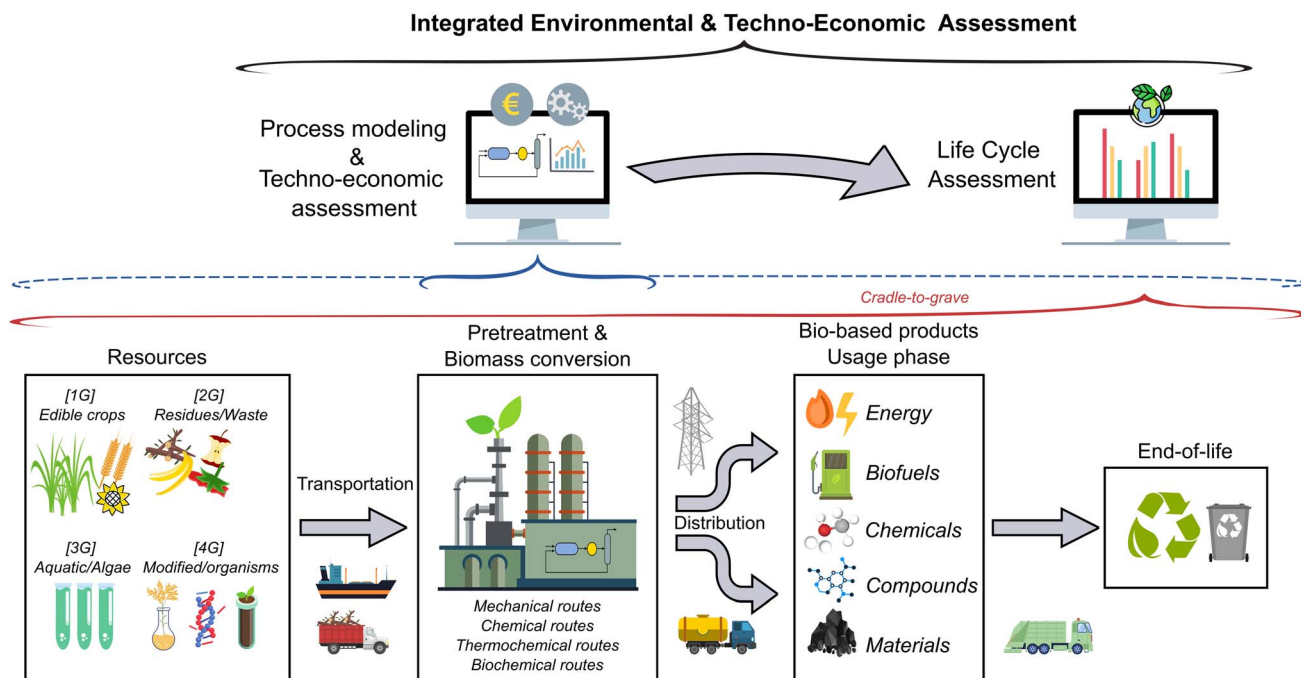 Integrated Environmental & Techno-Economic Assessment
Process modeling
&
Techno-economic
assessment
€
Life Cycle
Assessment
Cradle-to-grave
Resources
[1G]
Edible crops
[2G]
Residues/Waste
[3G]
Aquatic/Algae
[4G]
Modified/organisms
Transportation
Pretreatment &
Biomass conversion
Mechanical routes
Chemical routes
Thermochemical routes
Biochemical routes
Distribution
Bio-based products
Usage phase
Energy
Biofuels
Chemicals
Compounds
Materials
End-of-life